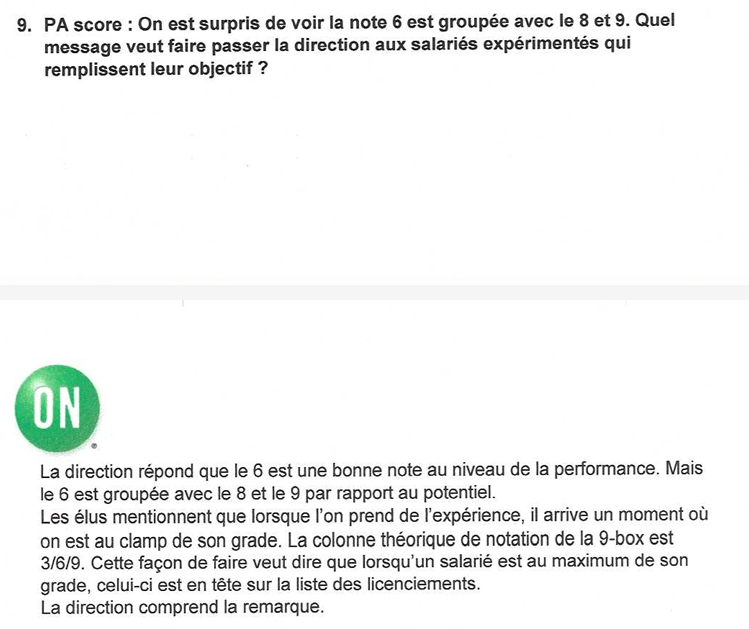 9. PA score : On est surpris de voir la note 6 est groupée avec le 8 et 9. Quel
message veut faire passer la direction aux salariés expérimentés qui
remplissent leur objectif ?
ON
La direction répond que le 6 est une bonne note au niveau de la performance. Mais
le 6 est groupée avec le 8 et le 9 par rapport au potentiel.
Les élus mentionnent que lorsque l'on prend de l'expérience, il arrive un moment où
on est au clamp de son grade. La colonne théorique de notation de la 9-box est
3/6/9. Cette façon de faire veut dire que lorsqu'un salarié est au maximum de son
grade, celui-ci est en tête sur la liste des licenciements.
La direction comprend la remarque.